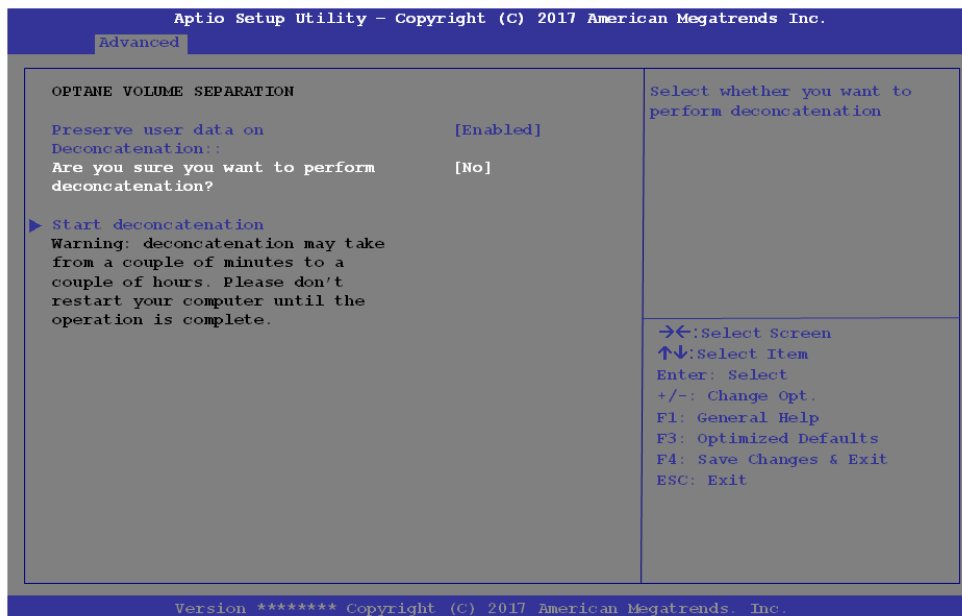 Aptio Setup Utility – Copyright (C) 2017 American Megatrends Inc.
Advanced
OPTANE VOLUME SEPARATION
Preserve user data on [Enabled]
Deconcatenation::
Are you sure you want to perform [No]
deconcatenation?
Start deconcatenation
Warning: deconcatenation may take
from a couple of minutes to a
couple of hours. Please don't
restart your computer until the
operation is complete.
Select whether you want to
perform deconcatenation
→←:Select Screen
↑↓:Select Item
Enter: Select
+/-: Change Opt.
F1: General Help
F3: Optimized Defaults
F4: Save Changes & Exit
ESC: Exit
Version ******** Copyright (C) 2017 American Megatrends. Inc.